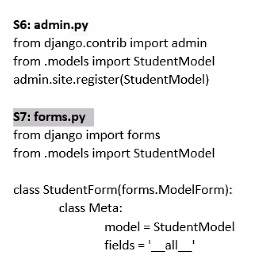 S6: admin.py
from django.contrib import admin
from .models import StudentModel
admin.site.register(StudentModel)
S7: forms.py
from django import forms
from .models import StudentModel
class StudentForm(forms.ModelForm):
class Meta:
model = StudentModel
fields = '__all__'